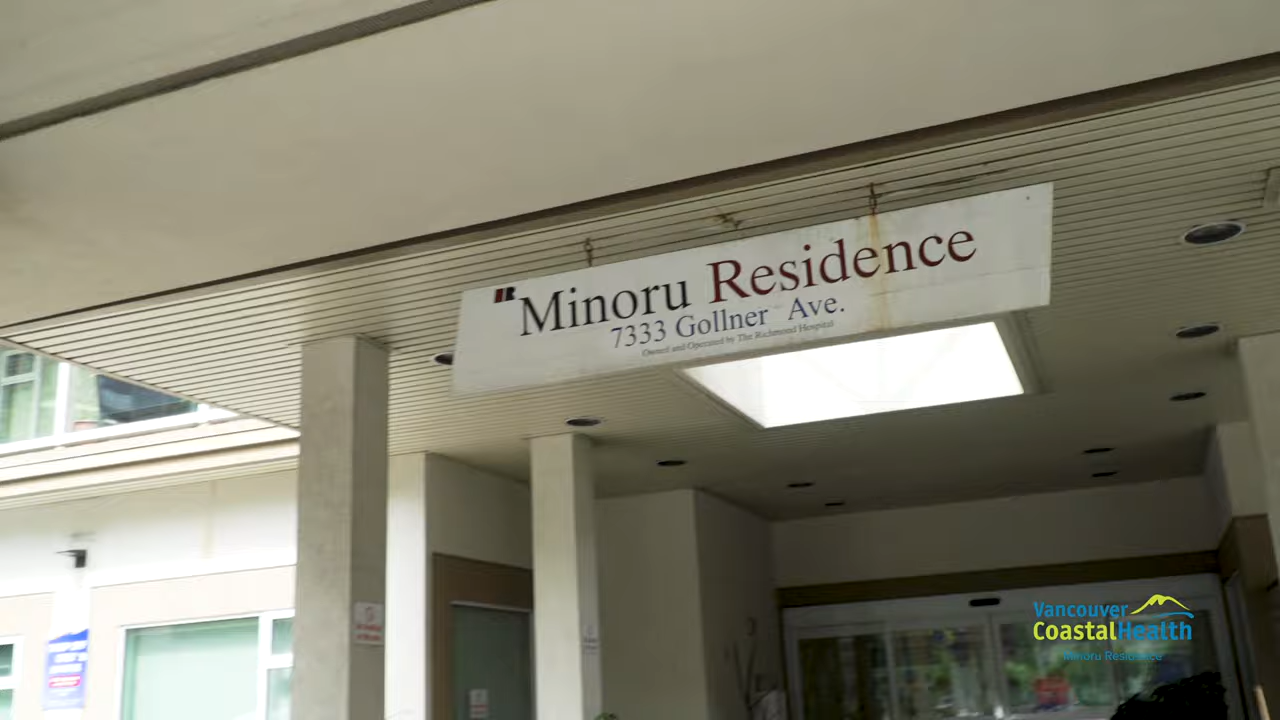 Minoru Residence
7333 Gollner Ave.
Owned and Operated by The Richmond Hospital
Vancouver
CoastalHealth
Minoru Residence